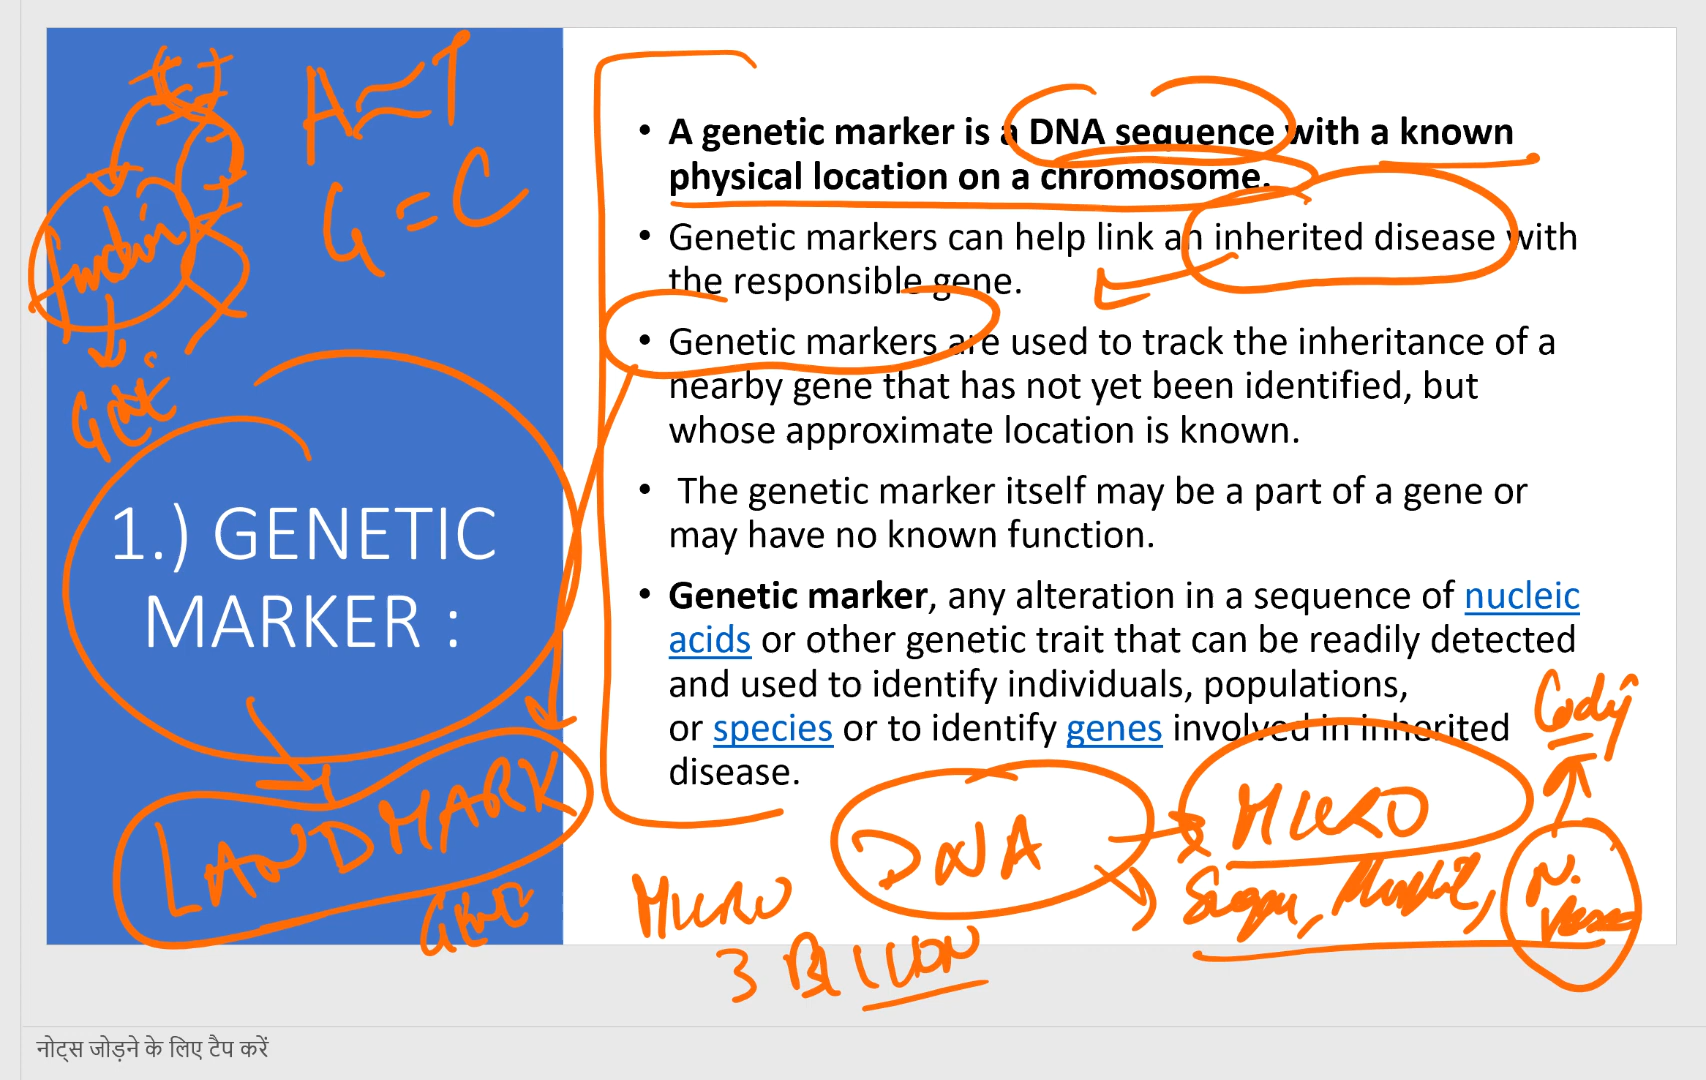 A = T
G = C
function
1.) GENETIC
MARKER :
LANDMARK
• A genetic marker is a DNA sequence with a known
physical location on a chromosome.
• Genetic markers can help link an inherited disease with
the responsible gene.
• Genetic markers are used to track the inheritance of a
nearby gene that has not yet been identified, but
whose approximate location is known.
• The genetic marker itself may be a part of a gene or
may have no known function.
• Genetic marker, any alteration in a sequence of nucleic
acids or other genetic trait that can be readily detected
and used to identify individuals, populations,
or species or to identify genes involved in inherited
disease.
DNA
MICRO
MICRO
3 BILLION
नोट्स जोड़ने के लिए टैप करें